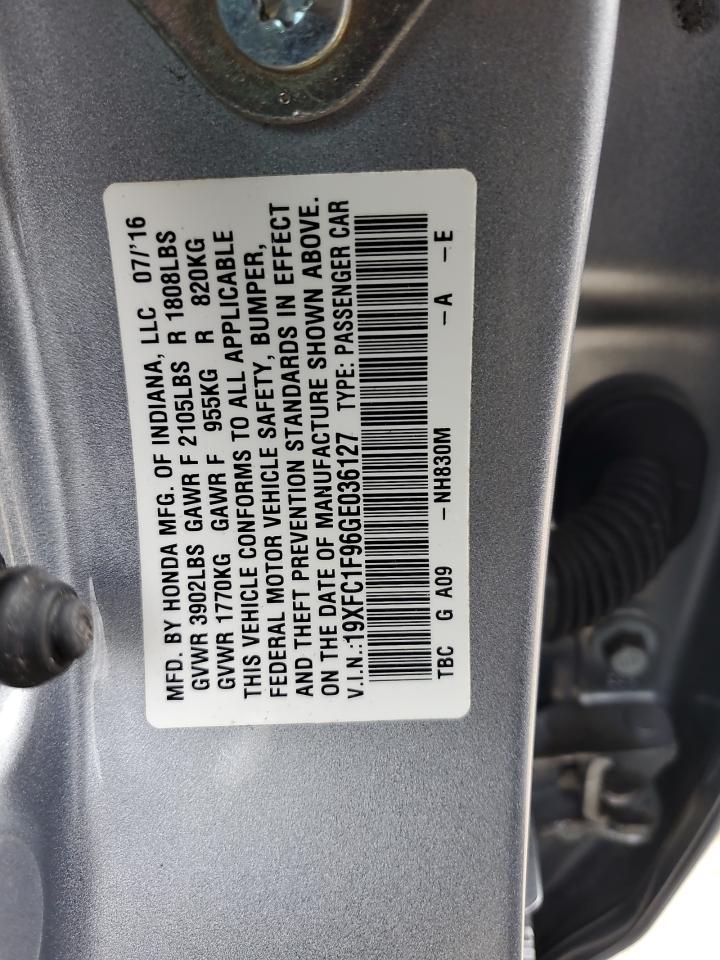 MFD. BY HONDA MFG. OF INDIANA, LLC 07/'16
GVWR 3902LBS GAWR F 2105LBS R 1808LBS
GVWR 1770KG GAWR F 955KG R 820KG
THIS VEHICLE CONFORMS TO ALL APPLICABLE
FEDERAL MOTOR VEHICLE SAFETY, BUMPER,
AND THEFT PREVENTION STANDARDS IN EFFECT
ON THE DATE OF MANUFACTURE SHOWN ABOVE.
V.I.N.:19XFC1F96GE036127 TYPE: PASSENGER CAR
TBC G A09 –NH830M –A –E